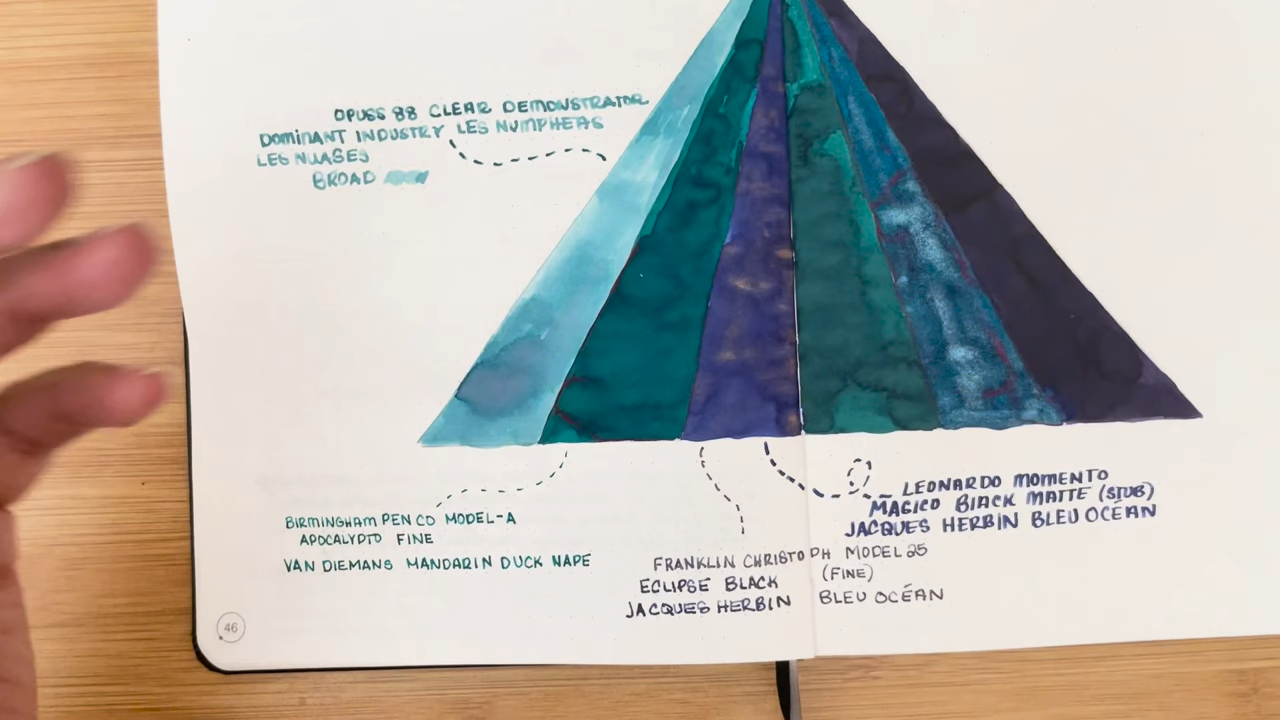 OPUSS 88 CLEAR DEMONSTRATOR
DOMINANT INDUSTRY LES NUMPHEAS
LES NUAGES
BROAD
BIRMINGHAM PEN CO MODEL-A
APOCALYPTO FINE
VAN DIEMANS MANDARIN DUCK NAPE
LEONARDO MOMENTO
MAGICO BLACK MATTE (STUB)
JACQUES HERBIN BLEU OCÉAN
FRANKLIN CHRISTOPH MODEL 25
ECLIPSE BLACK (FINE)
JACQUES HERBIN BLEU OCÉAN
46